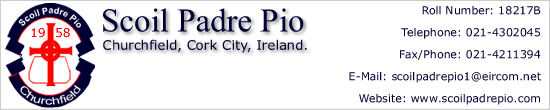 Scoil Padre Pio
19 58
Churchfield
Scoil Padre Pio
Churchfield, Cork City, Ireland.
Roll Number: 18217B
Telephone: 021-4302045
Fax/Phone: 021-4211394
E-Mail: scoilpadrepio1@eircom.net
Website: www.scoilpadrepio.com